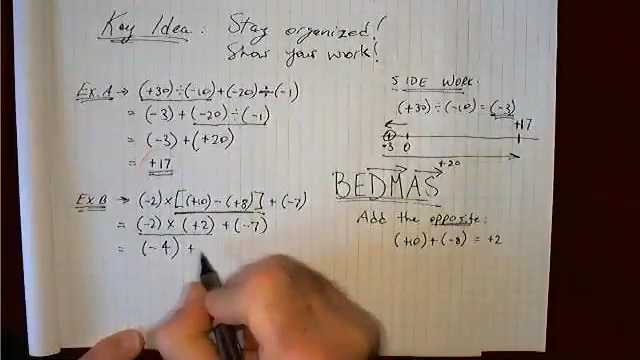 Key Idea: Stay organized!
Show your work!
Ex. A → (+30) ÷ (-10) + (-20) ÷ (-1)
= (-3) + (-20) ÷ (-1)
= (-3) + (+20)
= +17
Ex B → (-2) × [(+10) - (+8)] + (-7)
= (-2) × (+2) + (-7)
= (-4) +
SIDE WORK:
(+30) ÷ (-10) = (-3)
+17
-3 0
+20
BEDMAS
Add the opposite:
(+10) + (-8) = +2